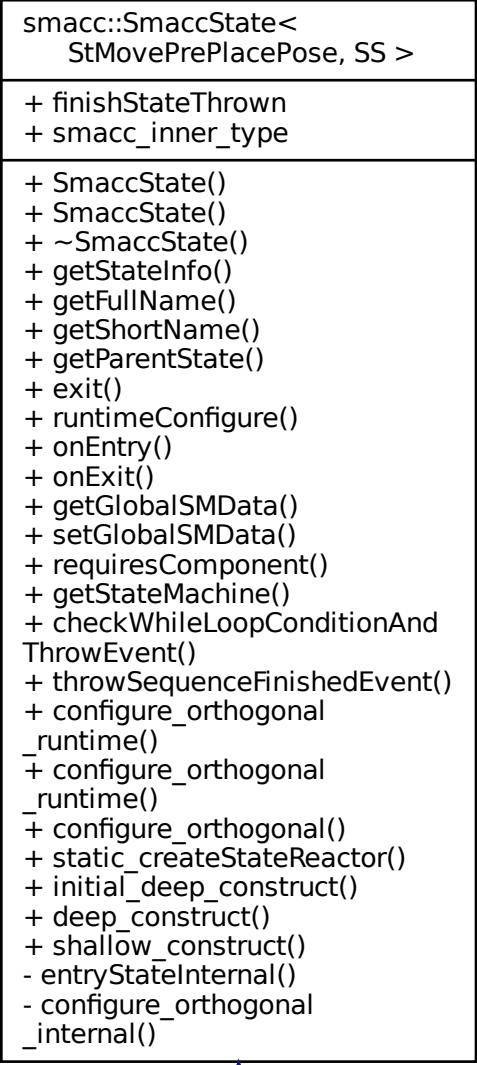 smacc::SmaccState<
StMovePrePlacePose, SS >
+ finishStateThrown
+ smacc_inner_type
+ SmaccState()
+ SmaccState()
+ ~SmaccState()
+ getStateInfo()
+ getFullName()
+ getShortName()
+ getParentState()
+ exit()
+ runtimeConfigure()
+ onEntry()
+ onExit()
+ getGlobalSMData()
+ setGlobalSMData()
+ requiresComponent()
+ getStateMachine()
+ checkWhileLoopConditionAnd
ThrowEvent()
+ throwSequenceFinishedEvent()
+ configure_orthogonal
_runtime()
+ configure_orthogonal
_runtime()
+ configure_orthogonal()
+ static_createStateReactor()
+ initial_deep_construct()
+ deep_construct()
+ shallow_construct()
- entryStateInternal()
- configure_orthogonal
_internal()